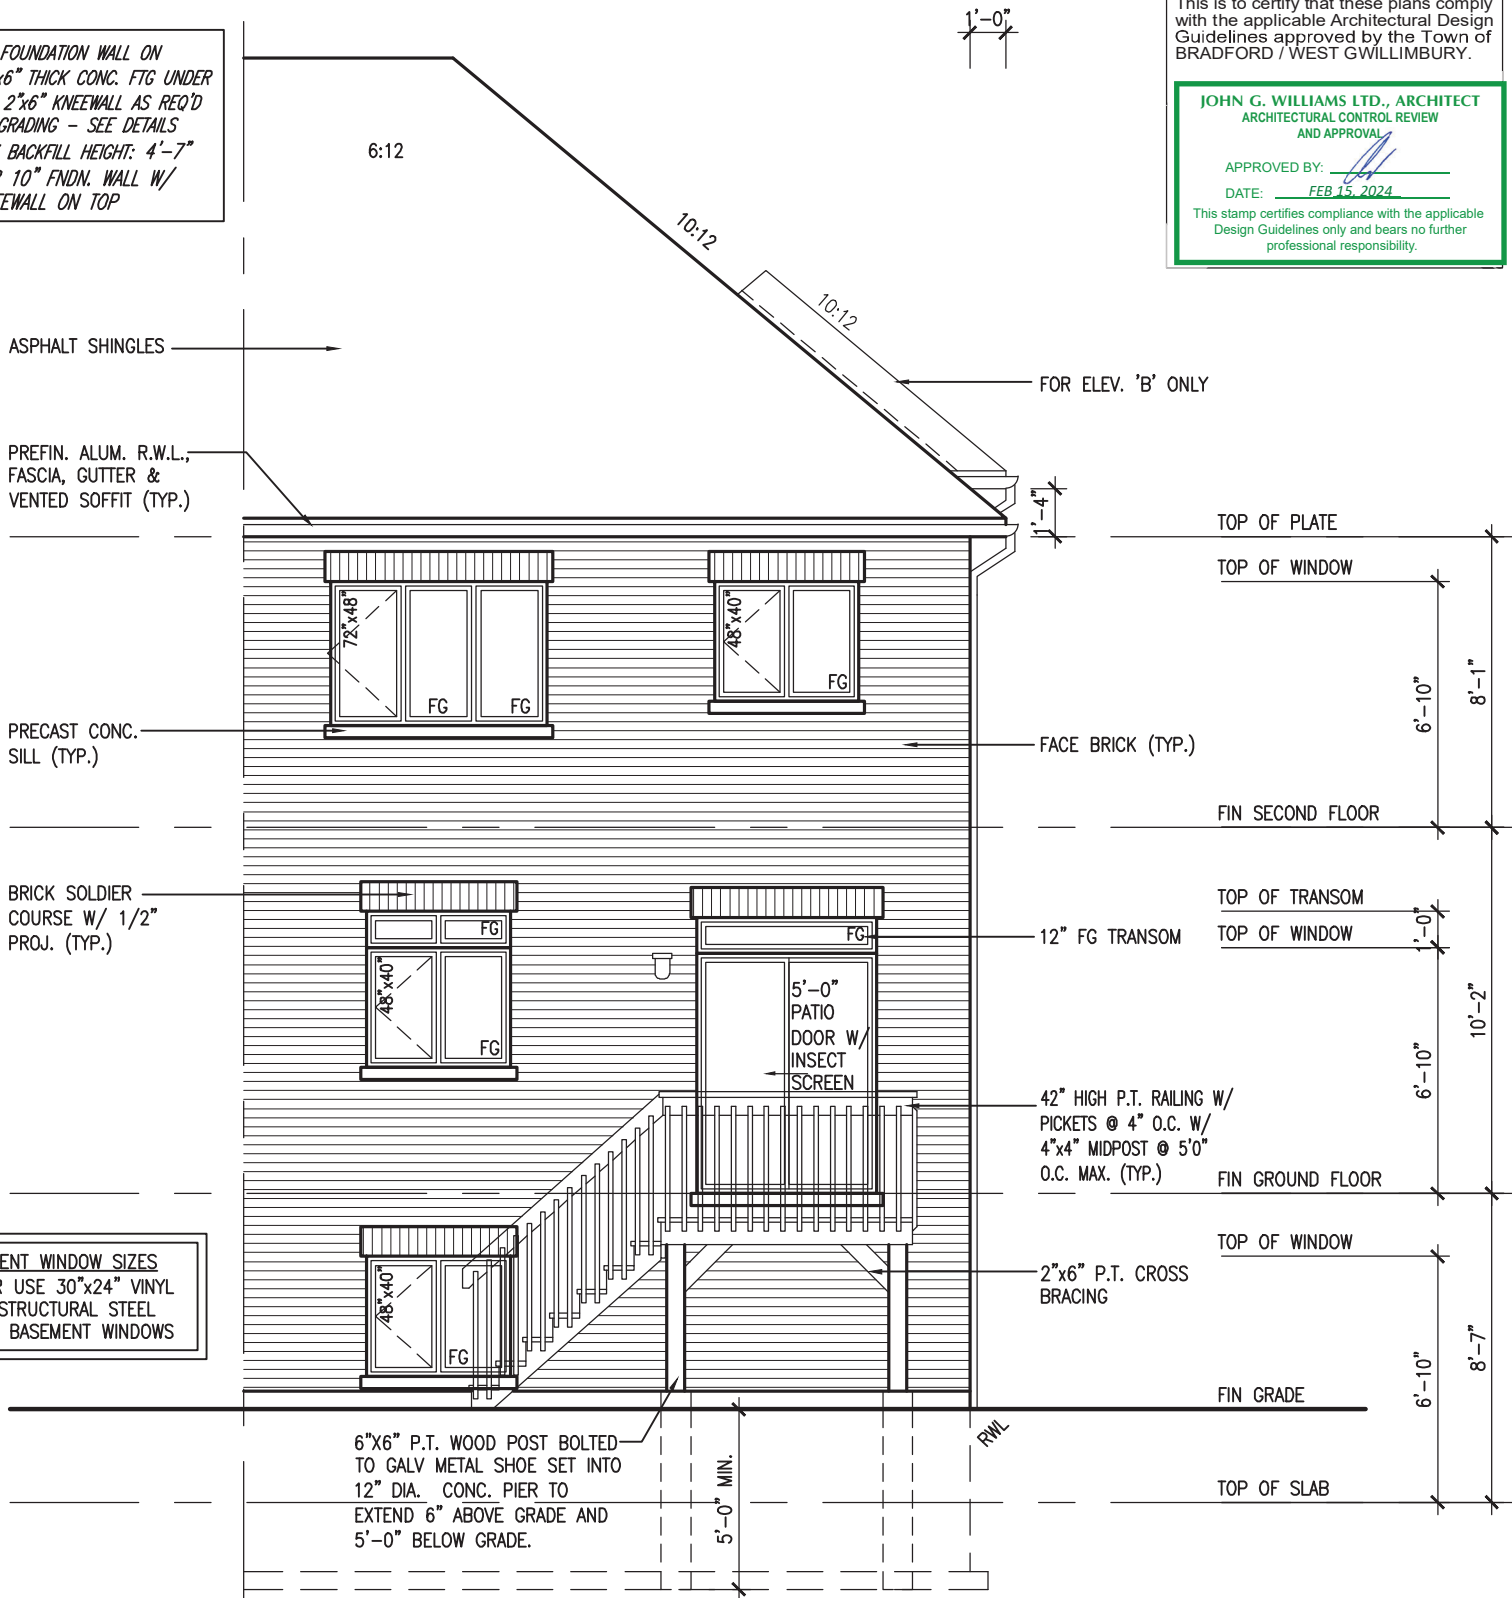 This is to certify that these plans comply
with the applicable Architectural Design
Guidelines approved by the Town of
BRADFORD / WEST GWILLIMBURY.
JOHN G. WILLIAMS LTD., ARCHITECT
ARCHITECTURAL CONTROL REVIEW
AND APPROVAL
APPROVED BY:
DATE: FEB 15, 2024
This stamp certifies compliance with the applicable
Design Guidelines only and bears no further
professional responsibility.
1'-0"
FOUNDATION WALL ON
x6" THICK CONC. FTG UNDER
2"x6" KNEEWALL AS REQ'D
GRADING - SEE DETAILS
BACKFILL HEIGHT: 4'-7"
10" FNDN. WALL W/
EWALL ON TOP
6:12
10:12
10:12
ASPHALT SHINGLES
FOR ELEV. 'B' ONLY
PREFIN. ALUM. R.W.L.,
FASCIA, GUTTER &
VENTED SOFFIT (TYP.)
1'-4"
TOP OF PLATE
TOP OF WINDOW
72"x48"
FG
FG
48"x40"
FG
6'-10"
8'-1"
PRECAST CONC.
SILL (TYP.)
FACE BRICK (TYP.)
FIN SECOND FLOOR
BRICK SOLDIER
COURSE W/ 1/2"
PROJ. (TYP.)
FG
48"x40"
FG
FG
12" FG TRANSOM
TOP OF TRANSOM
TOP OF WINDOW
1'-0"
5'-0"
PATIO
DOOR W/
INSECT
SCREEN
10'-2"
6'-10"
42" HIGH P.T. RAILING W/
PICKETS @ 4" O.C. W/
4"x4" MIDPOST @ 5'0"
O.C. MAX. (TYP.)
FIN GROUND FLOOR
TOP OF WINDOW
ENT WINDOW SIZES
R USE 30"x24" VINYL
STRUCTURAL STEEL
BASEMENT WINDOWS
48"x40"
FG
2"x6" P.T. CROSS
BRACING
6'-10"
8'-7"
FIN GRADE
RWL
6"X6" P.T. WOOD POST BOLTED
TO GALV METAL SHOE SET INTO
12" DIA. CONC. PIER TO
EXTEND 6" ABOVE GRADE AND
5'-0" BELOW GRADE.
5'-0" MIN.
TOP OF SLAB